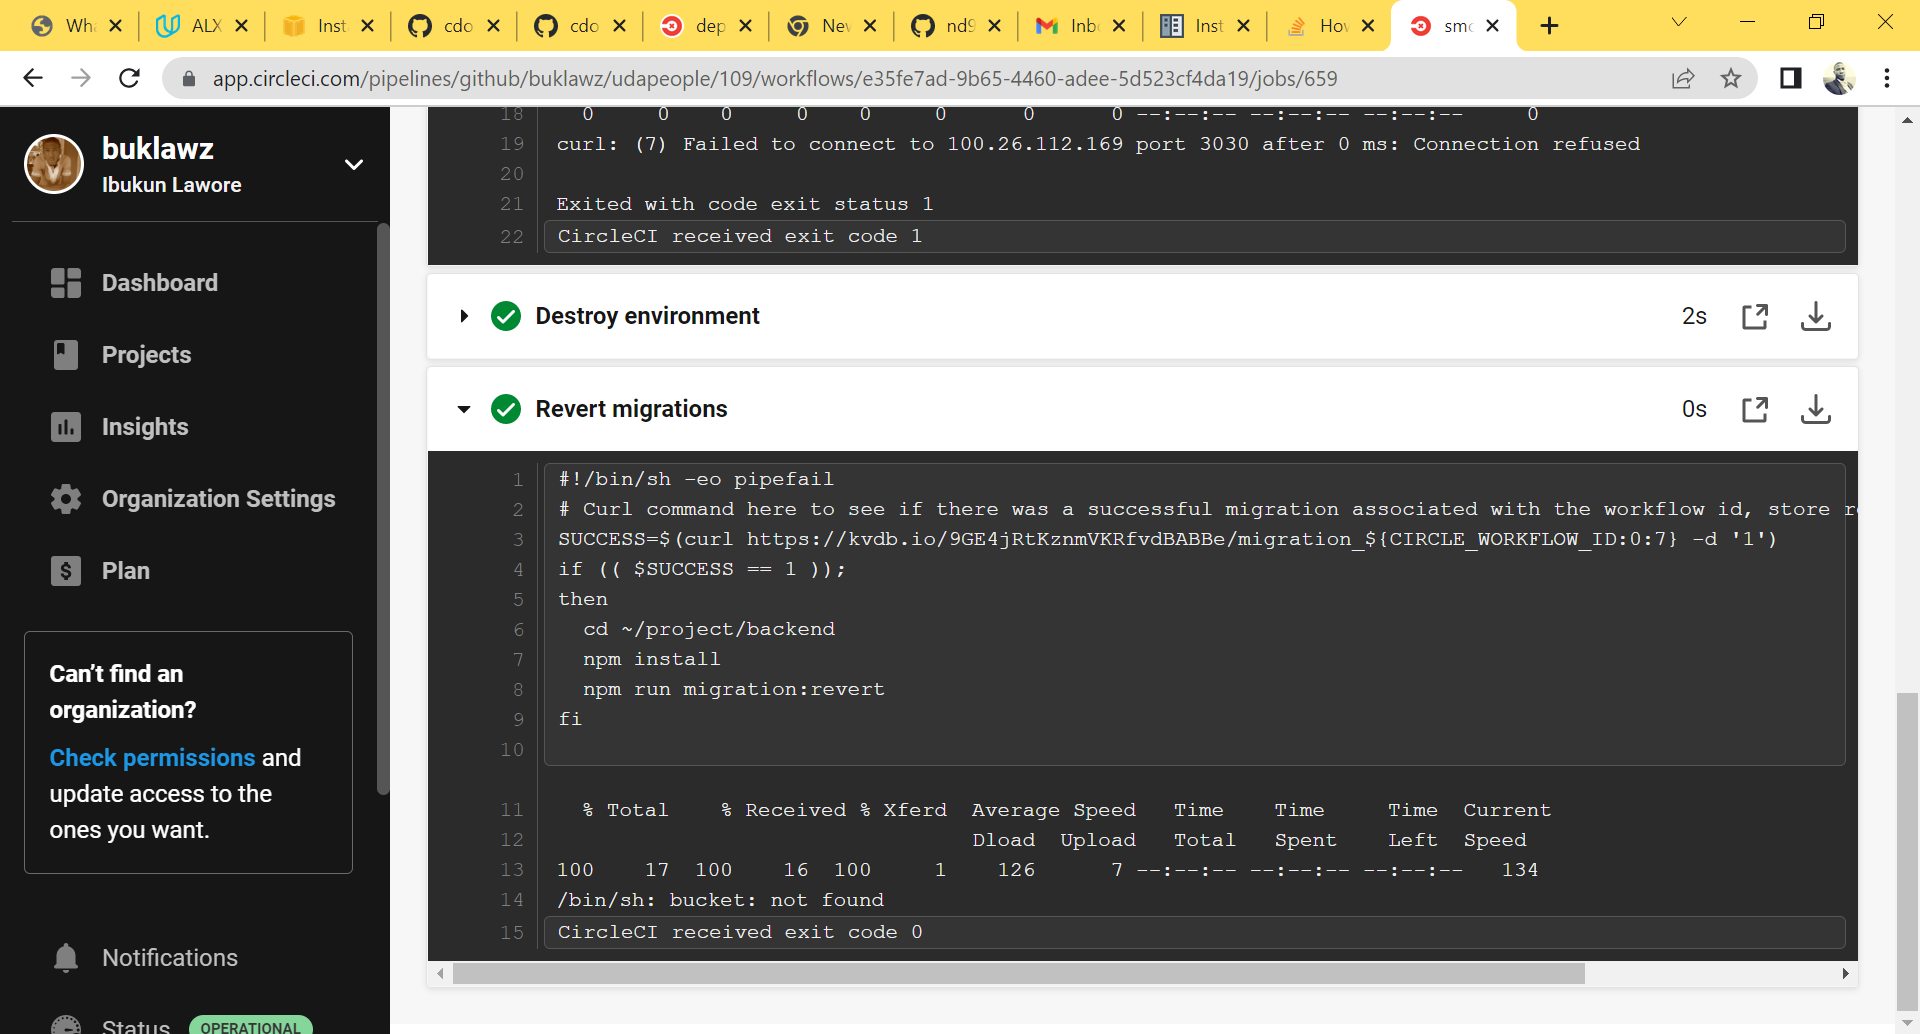 Wh
ALX
Inst
cdo
cdo
dep
Nev
nd9
Inb
Inst
How
smo
app.circleci.com/pipelines/github/buklawz/udapeople/109/workflows/e35fe7ad-9b65-4460-adee-5d523cf4da19/jobs/659
buklawz
Ibukun Lawore
Dashboard
Projects
Insights
Organization Settings
Plan
Can't find an
organization?
Check permissions and
update access to the
ones you want.
Notifications
Status OPERATIONAL
18 0 0 0 0 0 0 0 0 --:--:-- --:--:-- --:--:-- 0
19 curl: (7) Failed to connect to 100.26.112.169 port 3030 after 0 ms: Connection refused
20
21 Exited with code exit status 1
22 CircleCI received exit code 1
Destroy environment 2s
Revert migrations 0s
1 #!/bin/sh -eo pipefail
2 # Curl command here to see if there was a successful migration associated with the workflow id, store r
3 SUCCESS=$(curl https://kvdb.io/9GE4jRtKznmVKRfvdBABBe/migration_${CIRCLE_WORKFLOW_ID:0:7} -d '1')
4 if (( $SUCCESS == 1 ));
5 then
6 cd ~/project/backend
7 npm install
8 npm run migration:revert
9 fi
10
11 % Total % Received % Xferd Average Speed Time Time Time Current
12 Dload Upload Total Spent Left Speed
13 100 17 100 16 100 1 126 7 --:--:-- --:--:-- --:--:-- 134
14 /bin/sh: bucket: not found
15 CircleCI received exit code 0